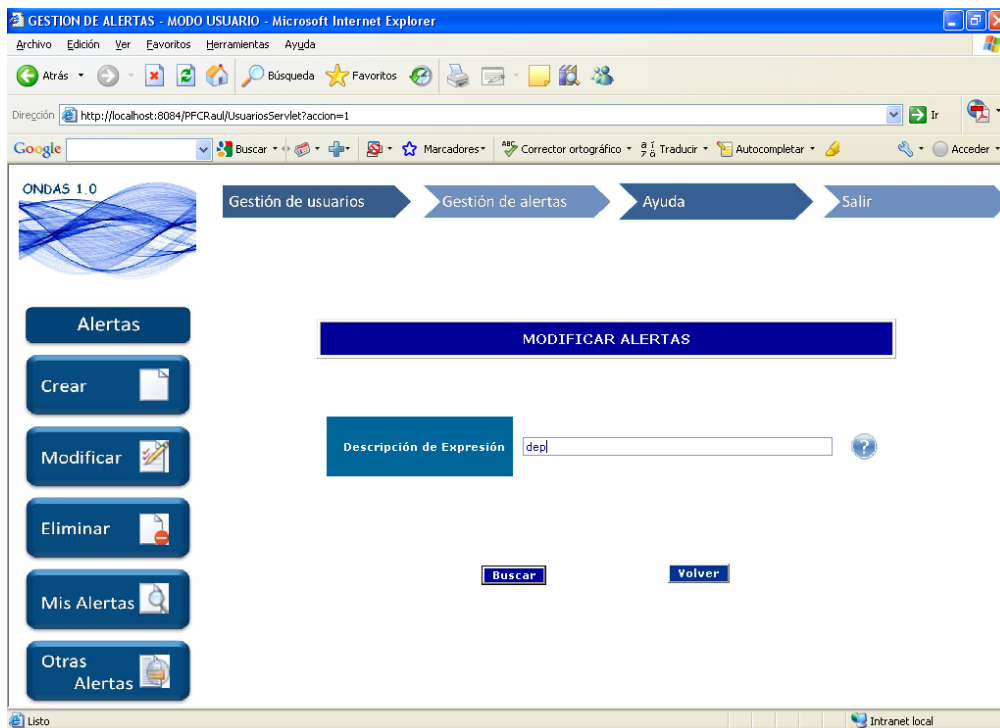 GESTION DE ALERTAS - MODO USUARIO - Microsoft Internet Explorer
Archivo Edición Ver Favoritos Herramientas Ayuda
Atrás Búsqueda Favoritos
Dirección http://localhost:8084/PFCRaul/UsuariosServlet?accion=1 Ir
Google Buscar Marcadores ABC Corrector ortográfico Traducir Autocompletar Acceder
ONDAS 1.0
Gestión de usuarios Gestión de alertas Ayuda Salir
Alertas
MODIFICAR ALERTAS
Crear
Descripción de Expresión dep ?
Modificar
Eliminar
Buscar Volver
Mis Alertas
Otras
Alertas
Listo Intranet local